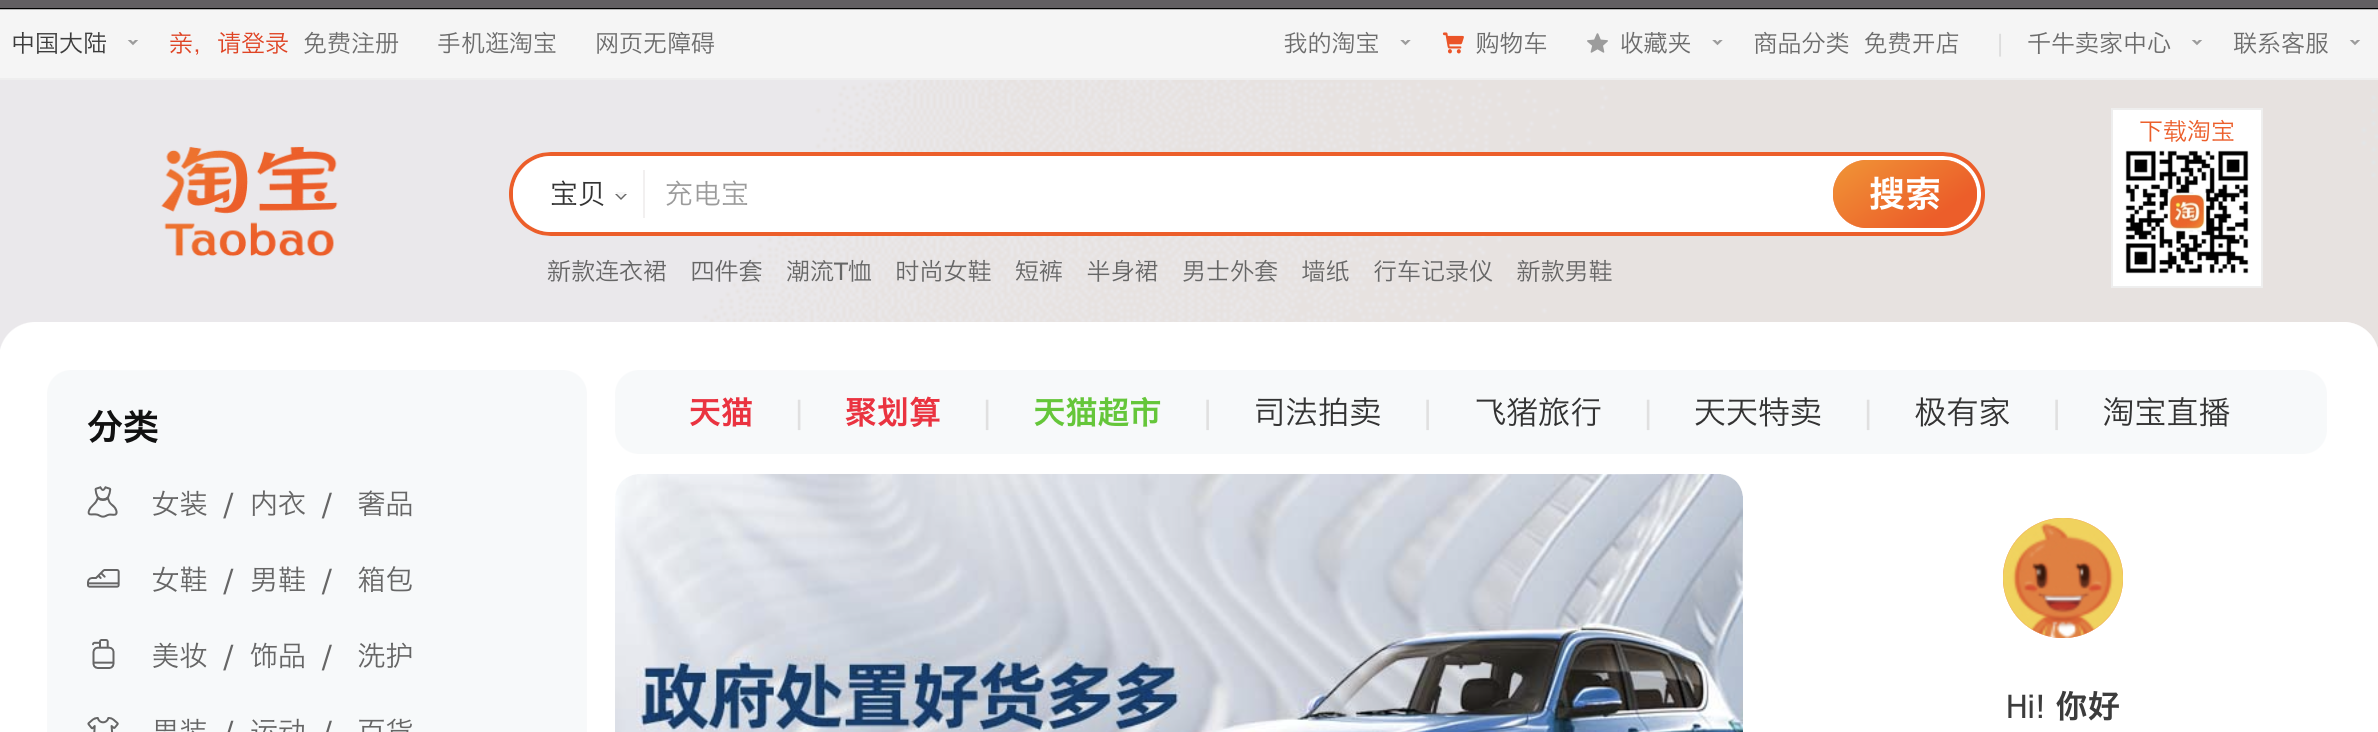 中国大陆 亲，请登录 免费注册 手机逛淘宝 网页无障碍 我的淘宝 购物车 收藏夹 商品分类 免费开店 千牛卖家中心 联系客服
下载淘宝
淘宝
Taobao
宝贝 充电宝 搜索
淘
新款连衣裙 四件套 潮流T恤 时尚女鞋 短裤 半身裙 男士外套 墙纸 行车记录仪 新款男鞋
天猫 | 聚划算 | 天猫超市 | 司法拍卖 | 飞猪旅行 | 天天特卖 | 极有家 | 淘宝直播
分类
女装 / 内衣 / 奢品
女鞋 / 男鞋 / 箱包
美妆 / 饰品 / 洗护
男装 / 运动 / 百货
政府处置好货多多
Hi! 你好